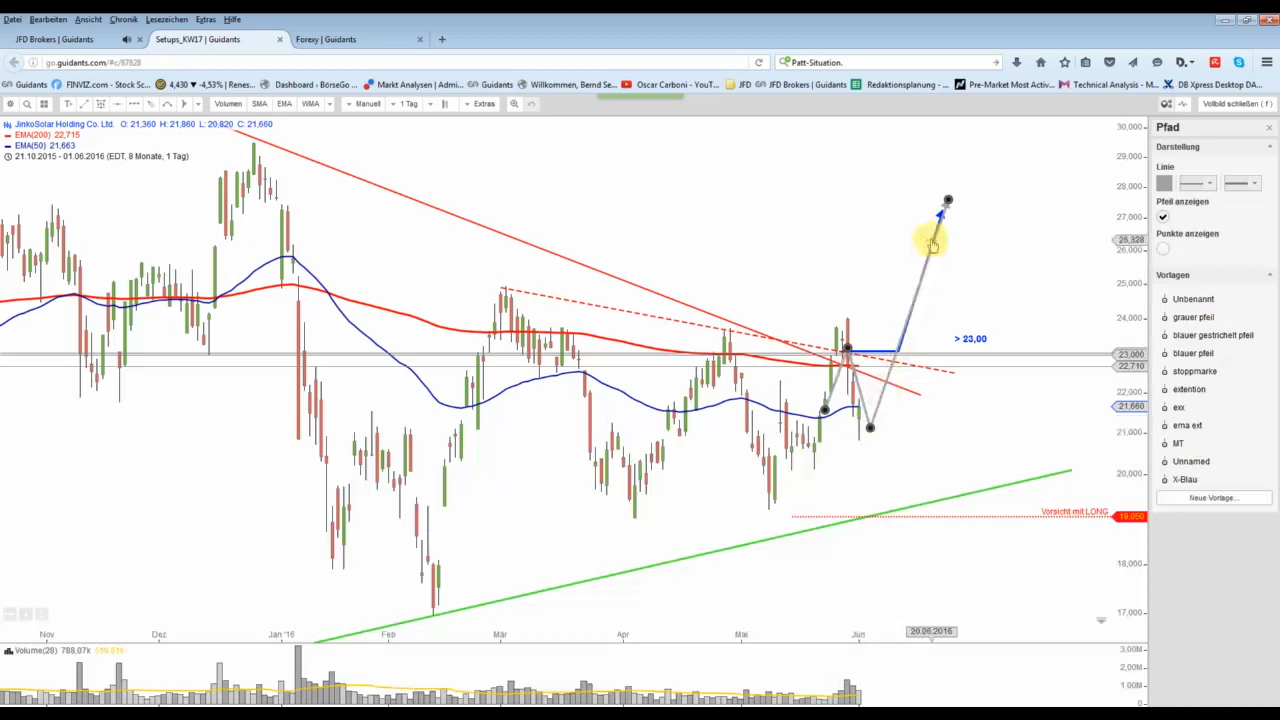 Datei Bearbeiten Ansicht Chronik Lesezeichen Extras Hilfe
JFD Brokers | Guidants Setups_KW17 | Guidants Forexy | Guidants
go.guidants.com/#c/87828 Patt-Situation.
Guidants FINVIZ.com - Stock Sc... 4,430 ▾ -4,53% | Renes... Dashboard ‹ BörseGo... Markt Analysen | Admi... Willkommen, Bernd Se... Oscar Carboni - YouT... JFD JFD Brokers | Guidants Redaktionsplanung - ... Pre-Market Most Activ... Technical Analysis, M... DB Xpress Desktop DA...
Volumen SMA EMA WMA Manuell 1 Tag Extras Vollbild schließen ( f )
JinkoSolar Holding Co. Ltd. O: 21,360 H: 21,860 L: 20,820 C: 21,660
EMA(200) 22,715
EMA(50) 21,663
21.10.2015 - 01.06.2016 (EDT, 8 Monate, 1 Tag)
30,000
29,000
28,000
27,000
26,328
26,000
25,000
24,000
> 23,00
23,000
22,710
22,000
21,660
21,000
20,000
Vorsicht mit LONG 19,050
18,000
17,000
Nov Dez Jan '16 Feb Mär Apr Mai Jun 20.06.2016
Volume(28) 788,07k
3,00M
2,00M
1,00M
0
Pfad
Darstellung
Linie
Pfeil anzeigen
Punkte anzeigen
Vorlagen
Unbenannt
grauer pfeil
blauer gestrichelt pfeil
blauer pfeil
stoppmarke
extention
exx
ema ext
MT
Unnamed
X-Blau
Neue Vorlage...